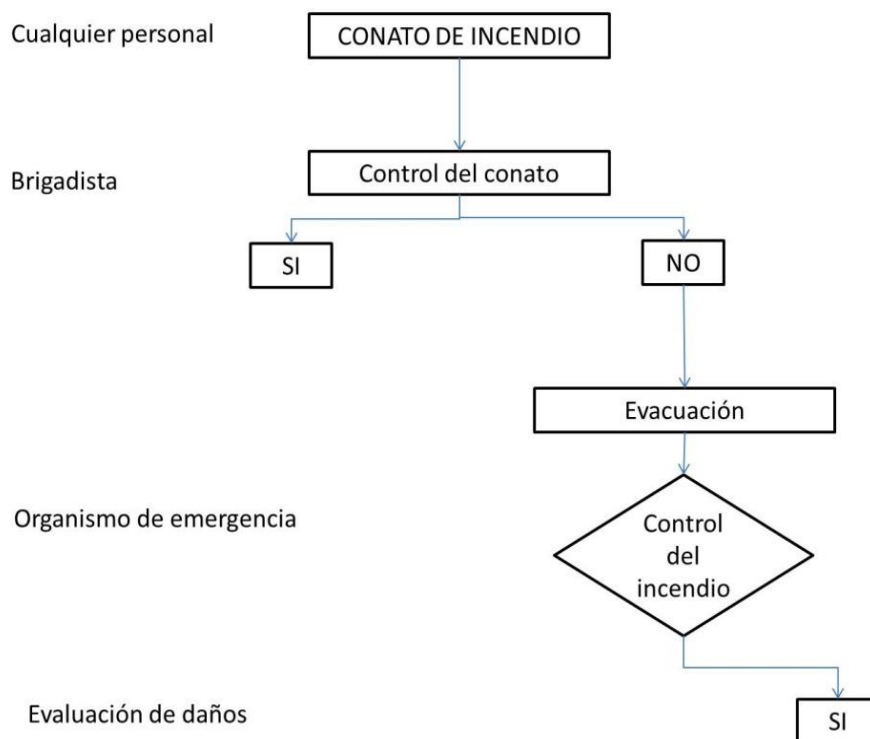 Cualquier personal
CONATO DE INCENDIO
Brigadista
Control del conato
SI
NO
Evacuación
Organismo de emergencia
Control
del
incendio
Evaluación de daños
SI